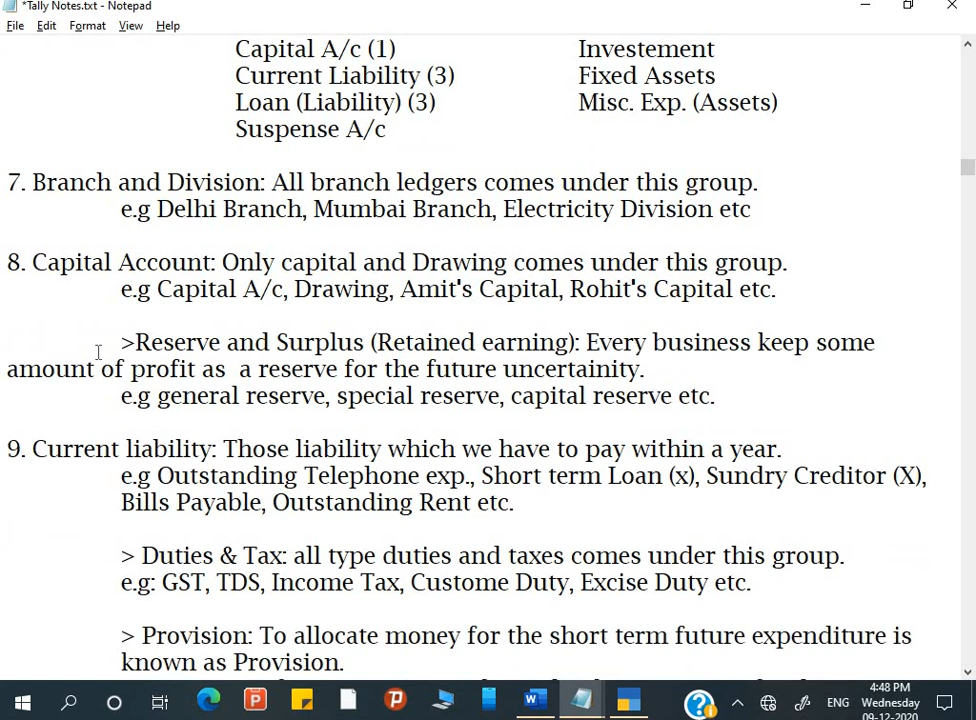 *Tally Notes.txt - Notepad
File Edit Format View Help
Capital A/c (1) Investement
Current Liability (3) Fixed Assets
Loan (Liability) (3) Misc. Exp. (Assets)
Suspense A/c
7. Branch and Division: All branch ledgers comes under this group.
e.g Delhi Branch, Mumbai Branch, Electricity Division etc
8. Capital Account: Only capital and Drawing comes under this group.
e.g Capital A/c, Drawing, Amit's Capital, Rohit's Capital etc.
>Reserve and Surplus (Retained earning): Every business keep some
amount of profit as a reserve for the future uncertainity.
e.g general reserve, special reserve, capital reserve etc.
9. Current liability: Those liability which we have to pay within a year.
e.g Outstanding Telephone exp., Short term Loan (x), Sundry Creditor (X),
Bills Payable, Outstanding Rent etc.
> Duties & Tax: all type duties and taxes comes under this group.
e.g: GST, TDS, Income Tax, Custome Duty, Excise Duty etc.
> Provision: To allocate money for the short term future expenditure is
known as Provision.
4:48 PM
ENG Wednesday
09-12-2020